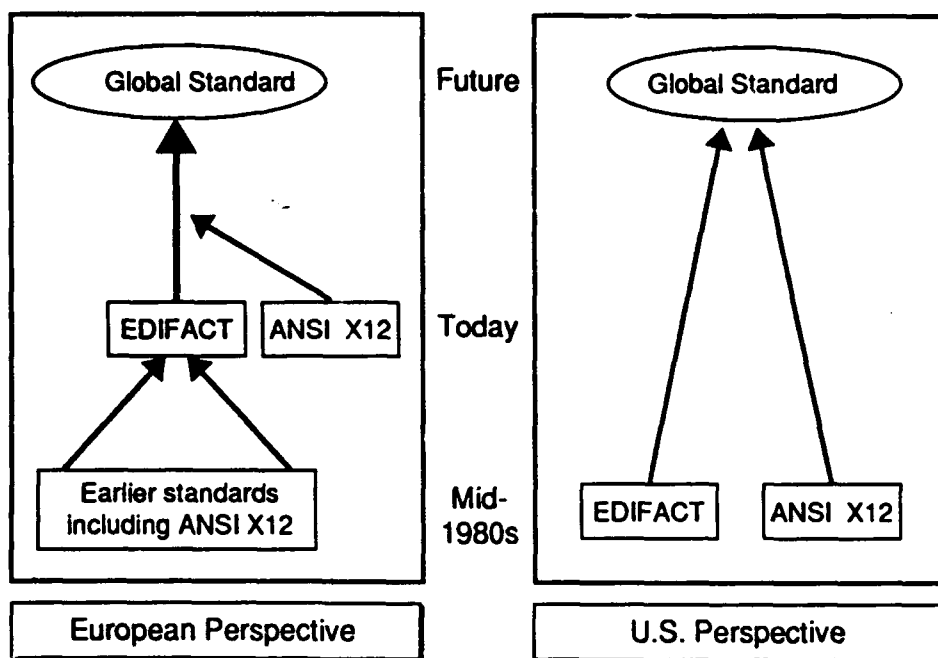 Global Standard
EDIFACT
ANSI X12
Earlier standards
including ANSI X12
European Perspective
Future
Today
Mid-
1980s
Global Standard
EDIFACT
ANSI X12
U.S. Perspective